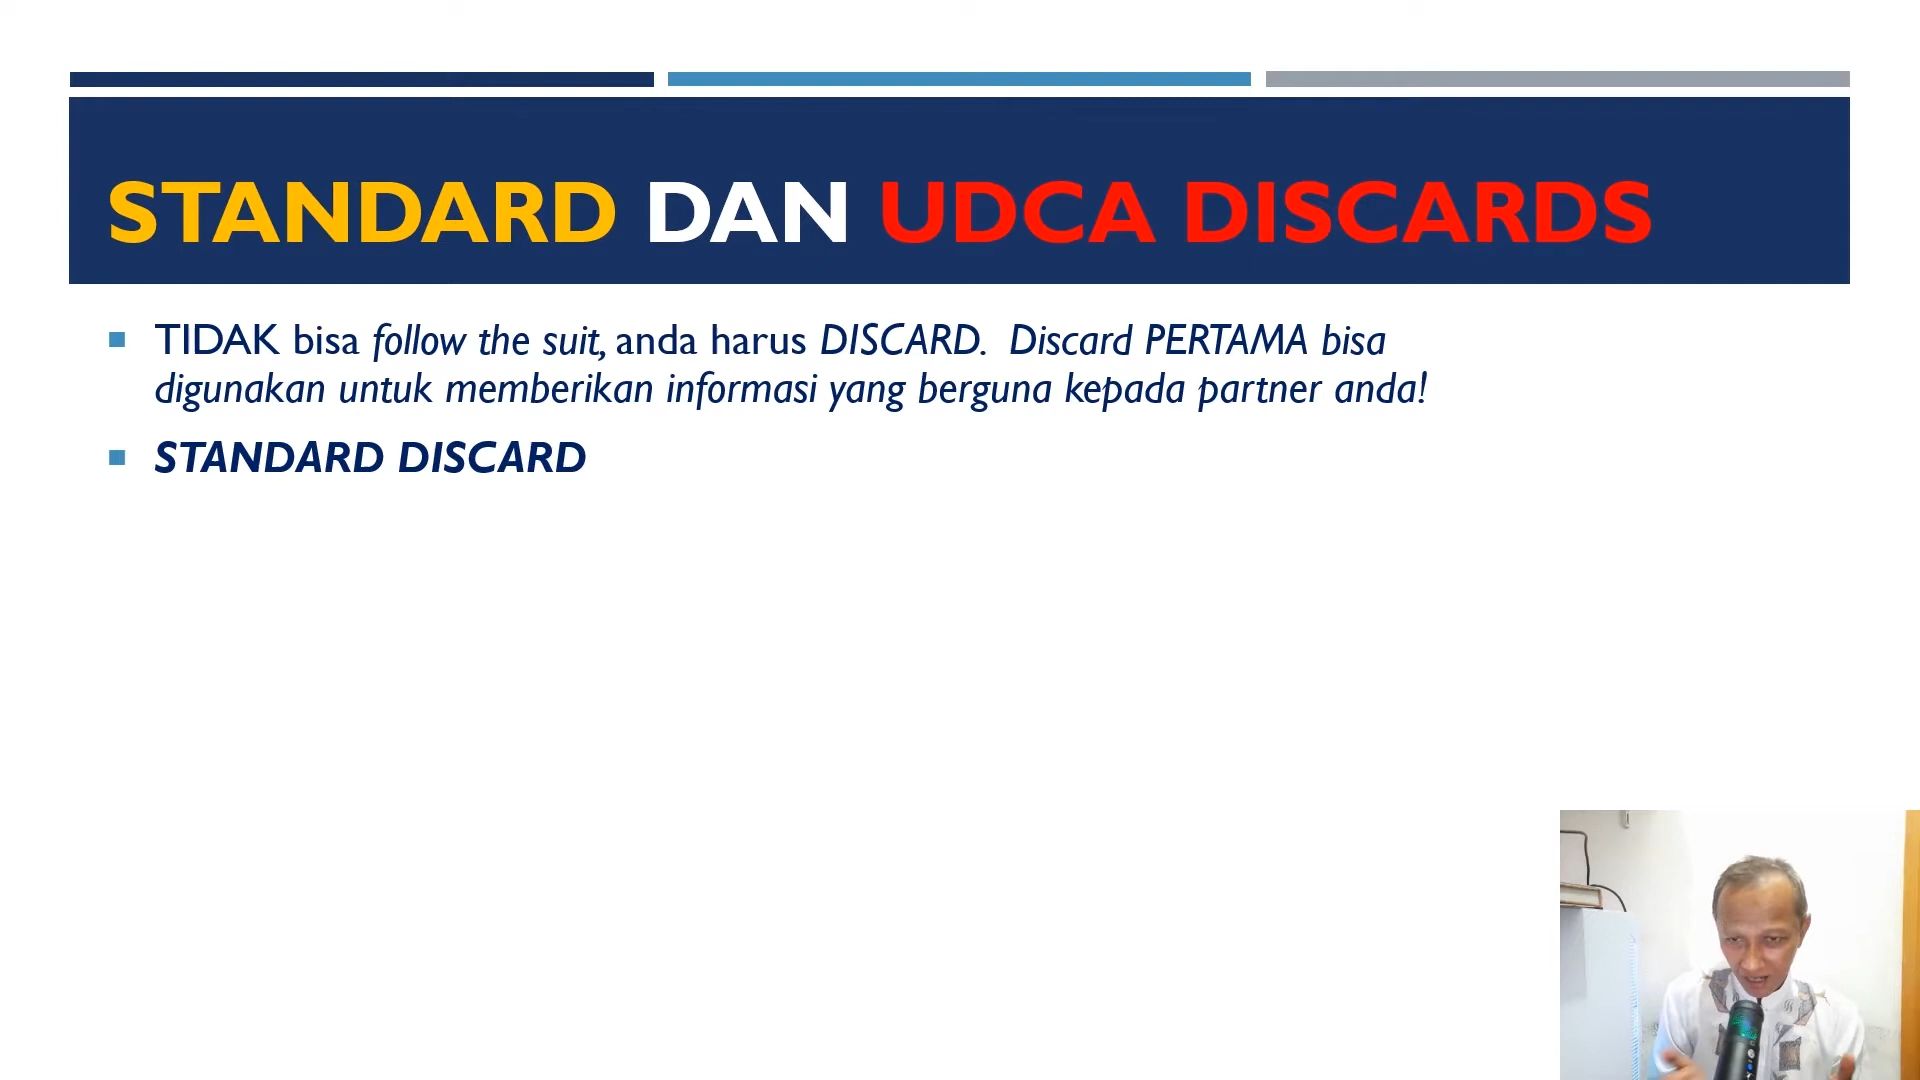 STANDARD DAN UDCA DISCARDS
TIDAK bisa follow the suit, anda harus DISCARD. Discard PERTAMA bisa
digunakan untuk memberikan informasi yang berguna kepada partner anda!
STANDARD DISCARD